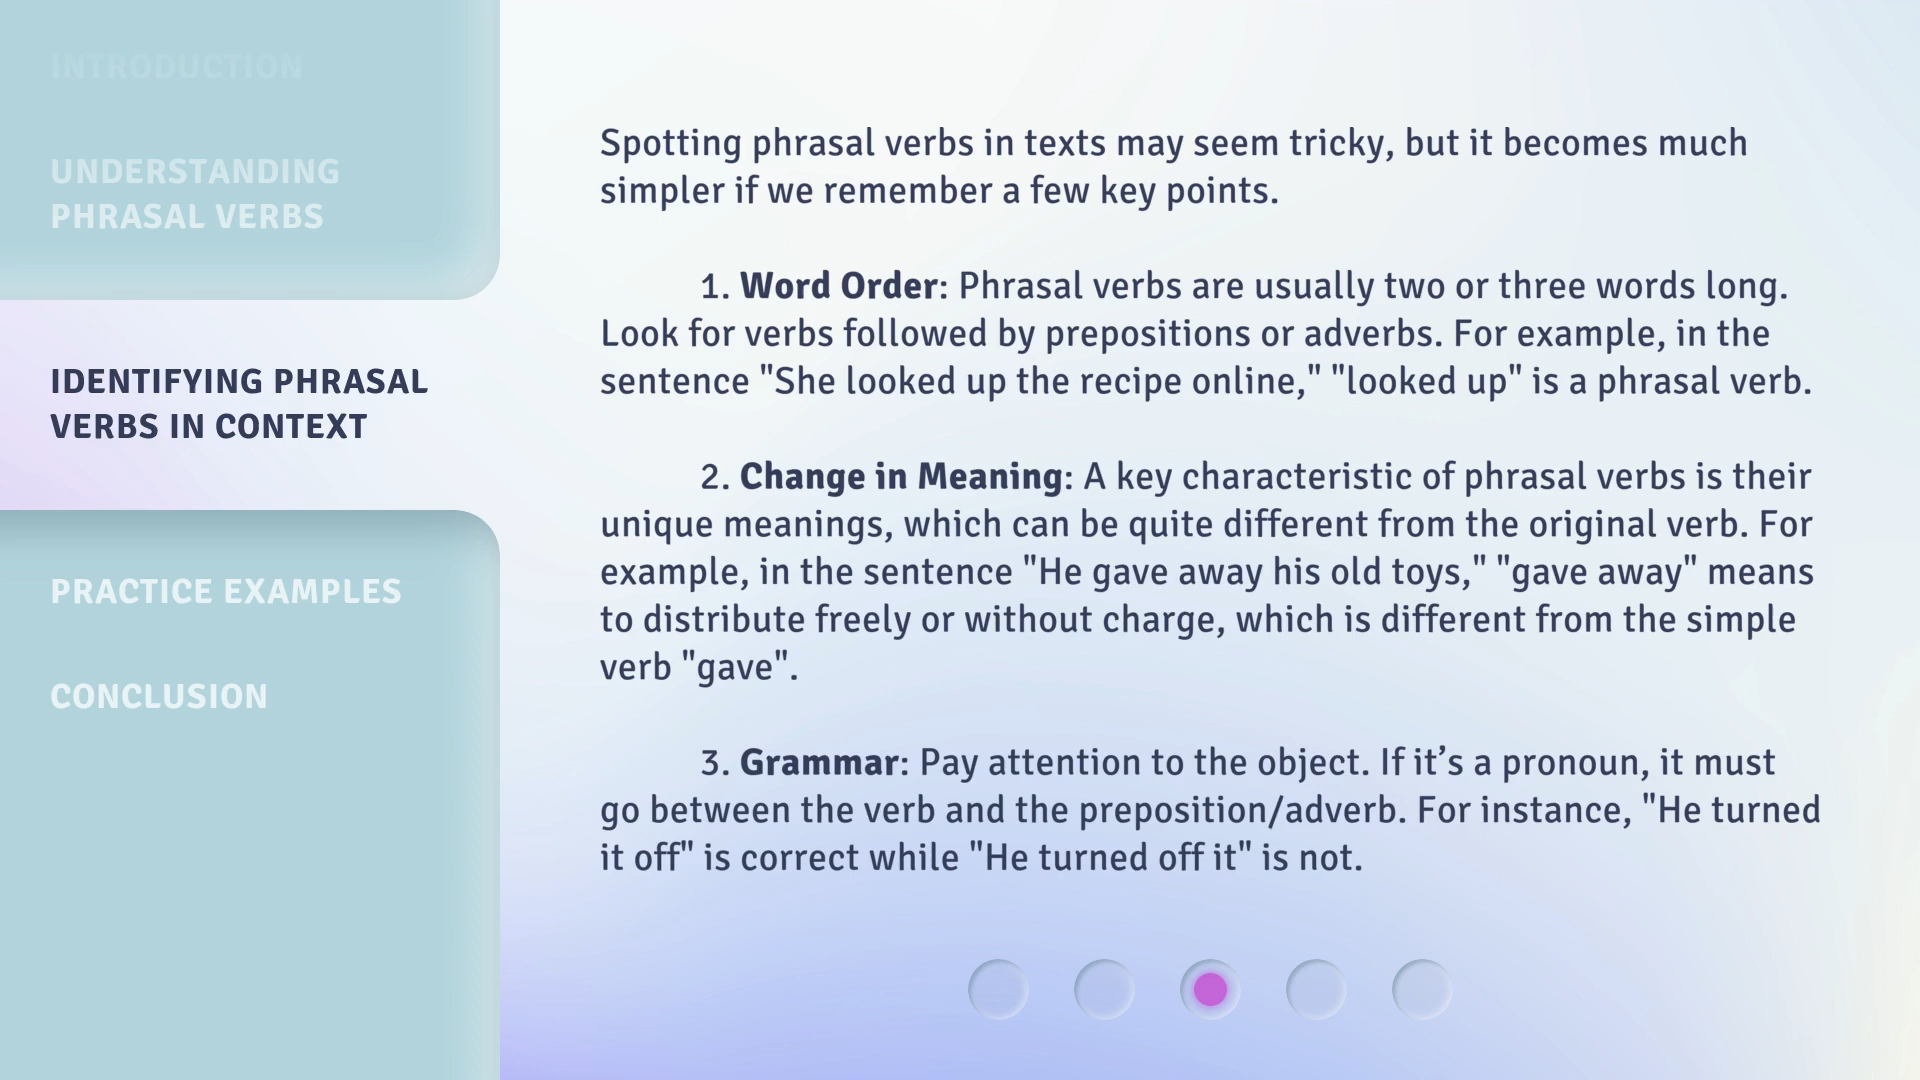 INTRODUCTION
UNDERSTANDING
PHRASAL VERBS
IDENTIFYING PHRASAL
VERBS IN CONTEXT
PRACTICE EXAMPLES
CONCLUSION
Spotting phrasal verbs in texts may seem tricky, but it becomes much
simpler if we remember a few key points.
1. Word Order: Phrasal verbs are usually two or three words long.
Look for verbs followed by prepositions or adverbs. For example, in the
sentence "She looked up the recipe online," "looked up" is a phrasal verb.
2. Change in Meaning: A key characteristic of phrasal verbs is their
unique meanings, which can be quite different from the original verb. For
example, in the sentence "He gave away his old toys," "gave away" means
to distribute freely or without charge, which is different from the simple
verb "gave".
3. Grammar: Pay attention to the object. If it’s a pronoun, it must
go between the verb and the preposition/adverb. For instance, "He turned
it off" is correct while "He turned off it" is not.